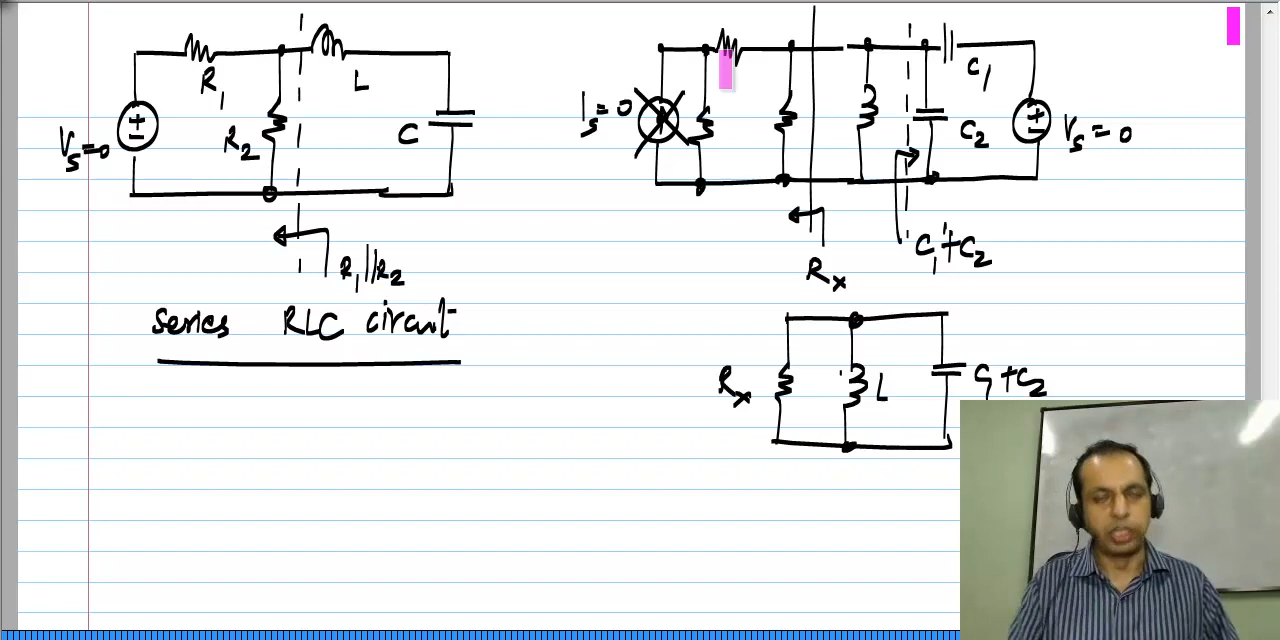 R1
L
Vs=0
R2
C
R1||R2
series RLC circuit
Is=0
C1
C2
Vs=0
C1+C2
Rx
Rx
L
C1+C2